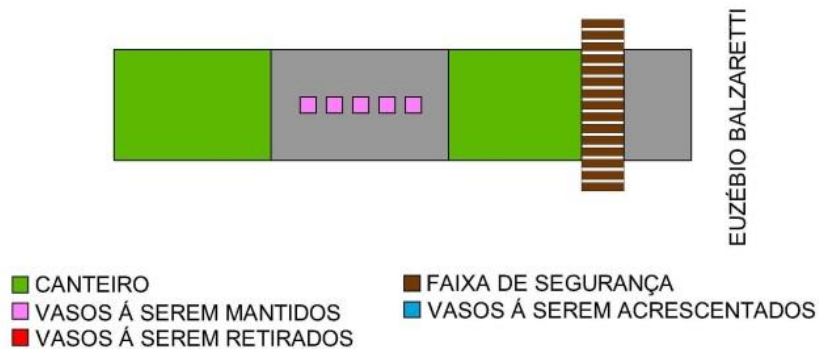 EUZÉBIO BALZARETTI
CANTEIRO
VASOS Á SEREM MANTIDOS
VASOS Á SEREM RETIRADOS
FAIXA DE SEGURANÇA
VASOS Á SEREM ACRESCENTADOS